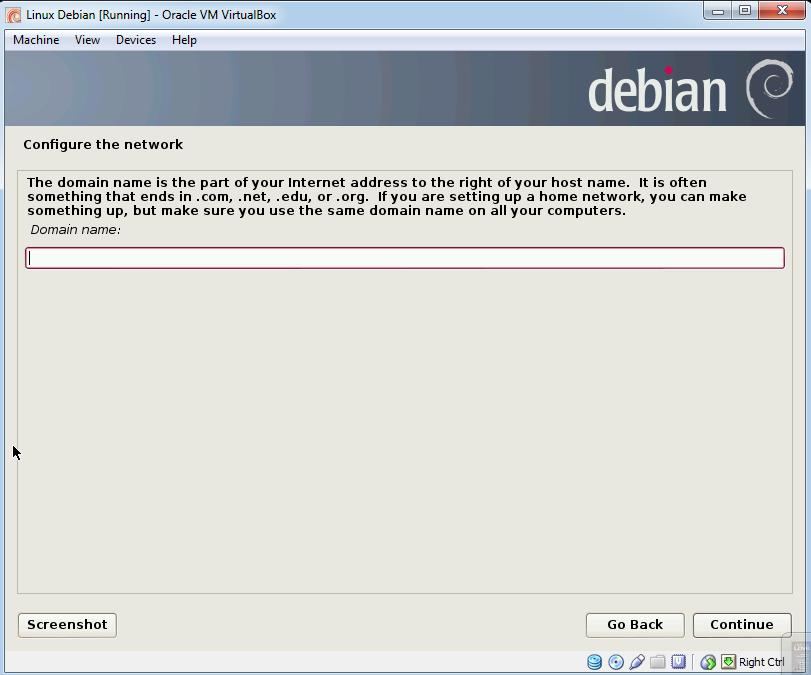 Linux Debian [Running] - Oracle VM VirtualBox
Machine View Devices Help
debian
Configure the network
The domain name is the part of your Internet address to the right of your host name.  It is often
something that ends in .com, .net, .edu, or .org.  If you are setting up a home network, you can make
something up, but make sure you use the same domain name on all your computers.
Domain name:
Screenshot Go Back Continue
Right Ctrl